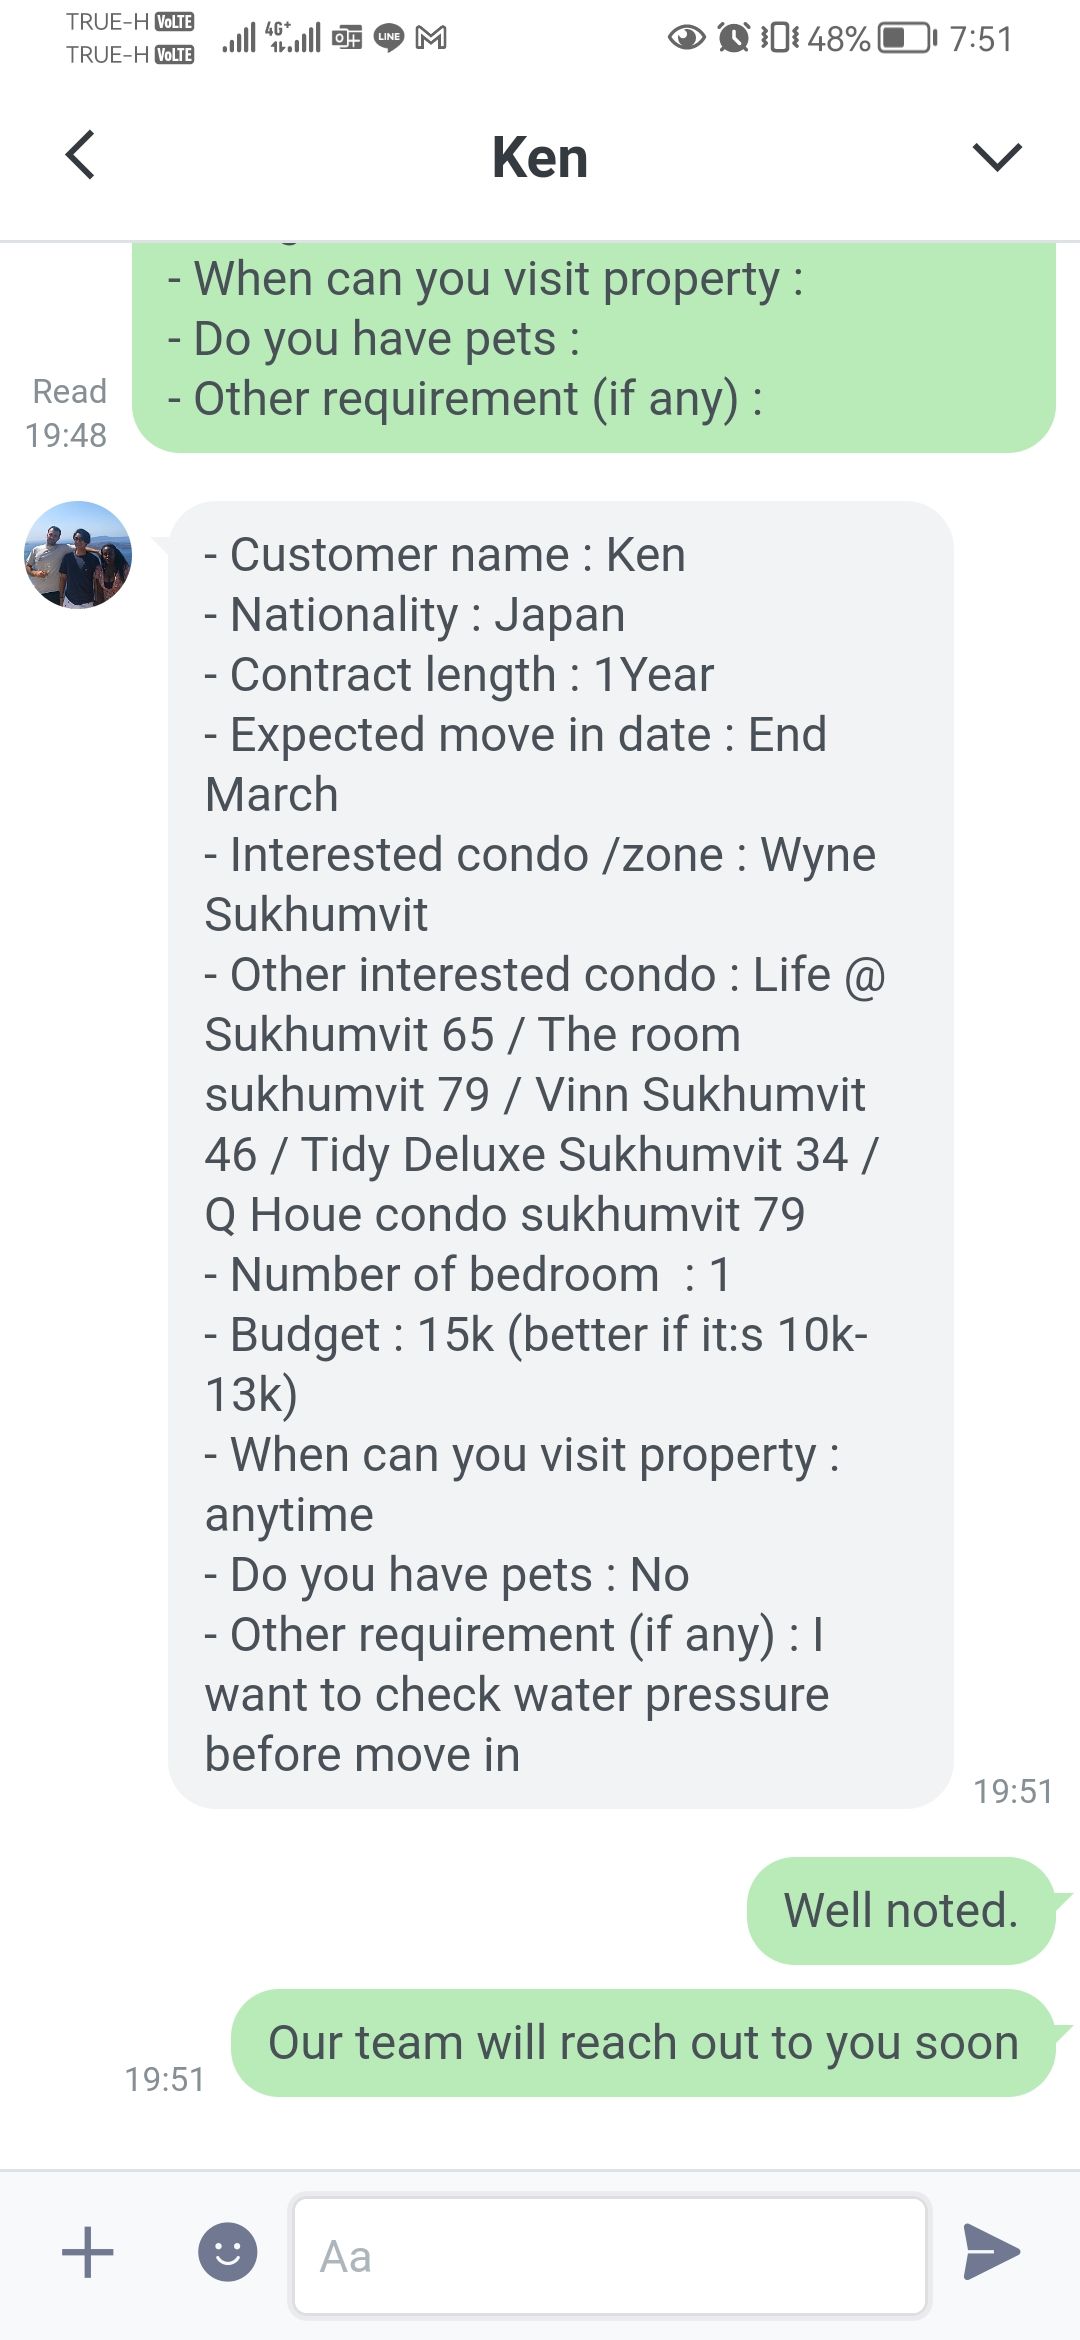 TRUE-H VoLTE
TRUE-H VoLTE
4G+
LINE
48%
7:51
Ken
- When can you visit property :
- Do you have pets :
- Other requirement (if any) :
Read
19:48
- Customer name : Ken
- Nationality : Japan
- Contract length : 1Year
- Expected move in date : End
March
- Interested condo /zone : Wyne
Sukhumvit
- Other interested condo : Life @
Sukhumvit 65 / The room
sukhumvit 79 / Vinn Sukhumvit
46 / Tidy Deluxe Sukhumvit 34 /
Q Houe condo sukhumvit 79
- Number of bedroom  : 1
- Budget : 15k (better if it:s 10k-
13k)
- When can you visit property :
anytime
- Do you have pets : No
- Other requirement (if any) : I
want to check water pressure
before move in
19:51
Well noted.
Our team will reach out to you soon
19:51
Aa